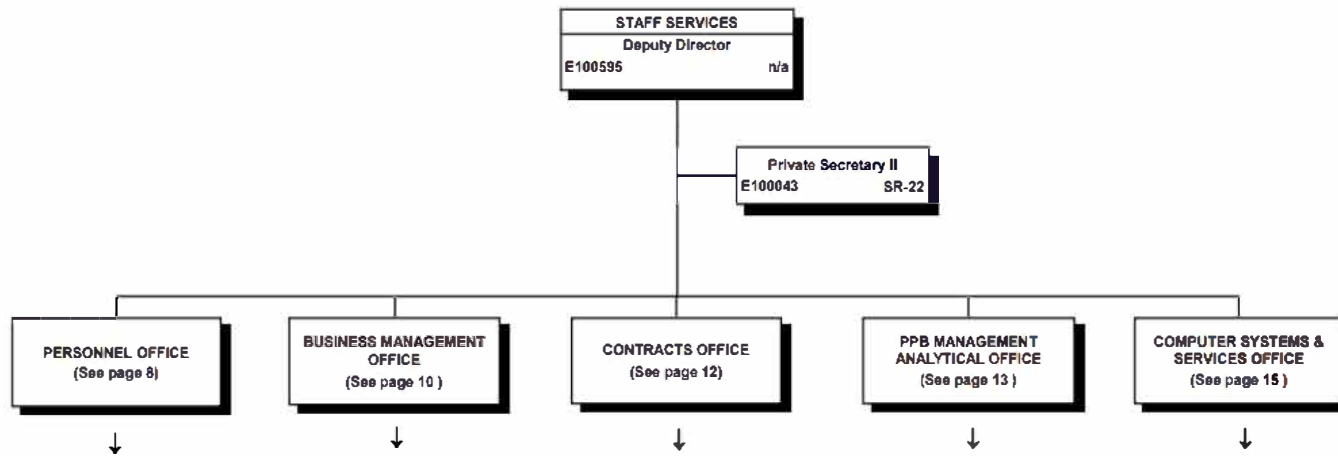 STAFF SERVICES
Deputy Director
E100595 n/a
Private Secretary II
E100043 SR-22
PERSONNEL OFFICE
(See page 8)
BUSINESS MANAGEMENT
OFFICE
(See page 10 )
CONTRACTS OFFICE
(See page 12)
PPB MANAGEMENT
ANALYTICAL OFFICE
(See page 13 )
COMPUTER SYSTEMS &
SERVICES OFFICE
(See page 15 )